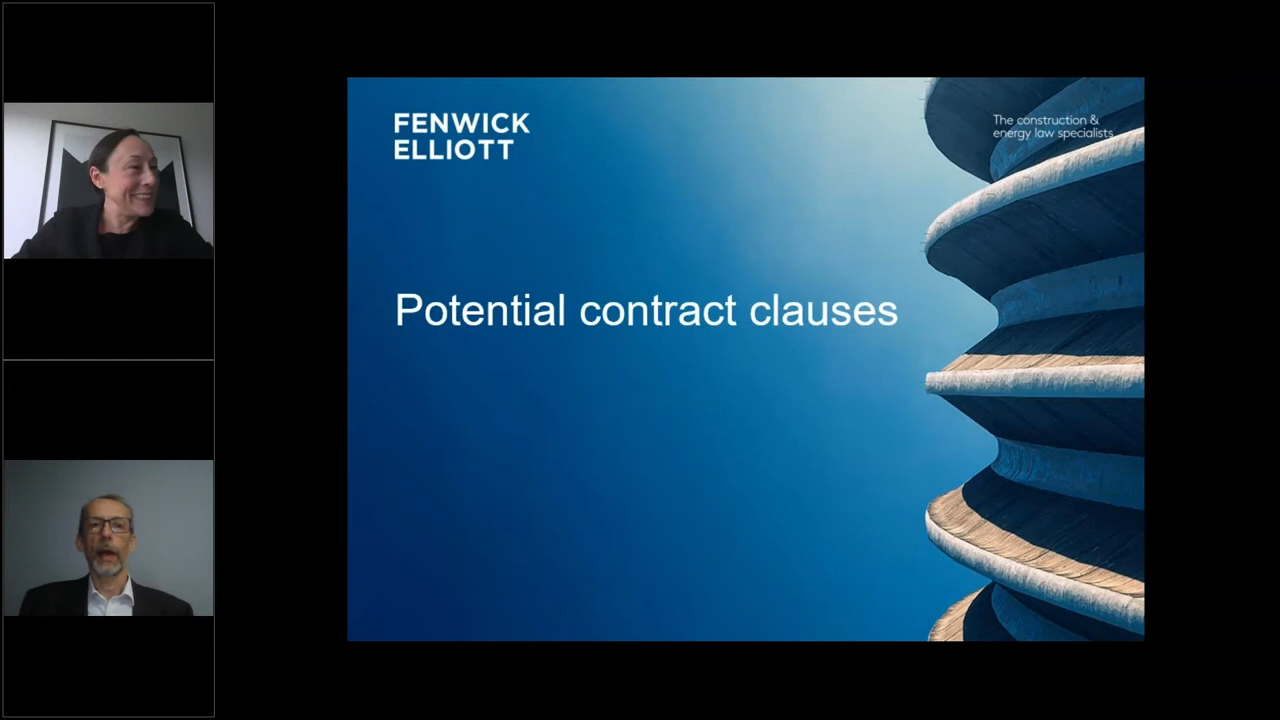 FENWICK
ELLIOTT
The construction &
energy law specialists
Potential contract clauses